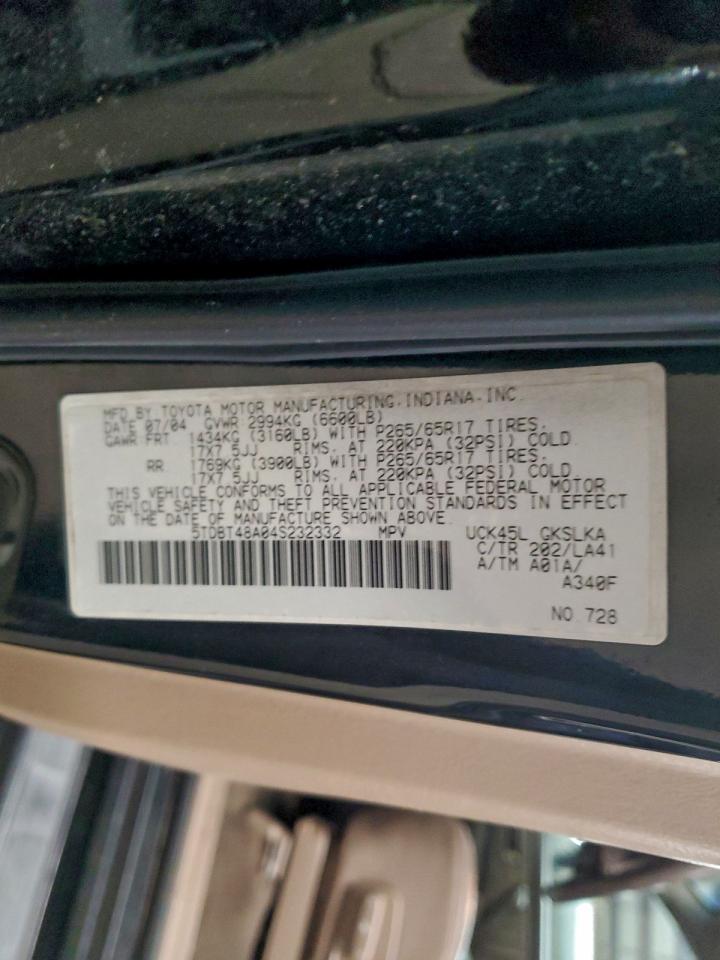 MFD. BY TOYOTA MOTOR MANUFACTURING, INDIANA, INC.
DATE 07/04 GVWR 2994KG (6600LB)
GAWR FRT 1434KG (3160LB) WITH P265/65R17 TIRES,
17X7.5JJ RIMS, AT 220KPA (32PSI) COLD.
RR 1769KG (3900LB) WITH P265/65R17 TIRES,
17X7.5JJ RIMS, AT 220KPA (32PSI) COLD.
THIS VEHICLE CONFORMS TO ALL APPLICABLE FEDERAL MOTOR
VEHICLE SAFETY AND THEFT PREVENTION STANDARDS IN EFFECT
ON THE DATE OF MANUFACTURE SHOWN ABOVE.
5TDBT48A04S232332 MPV UCK45L GKSLKA
C/TR 202/LA41
A/TM A01A/
A340F
NO.728